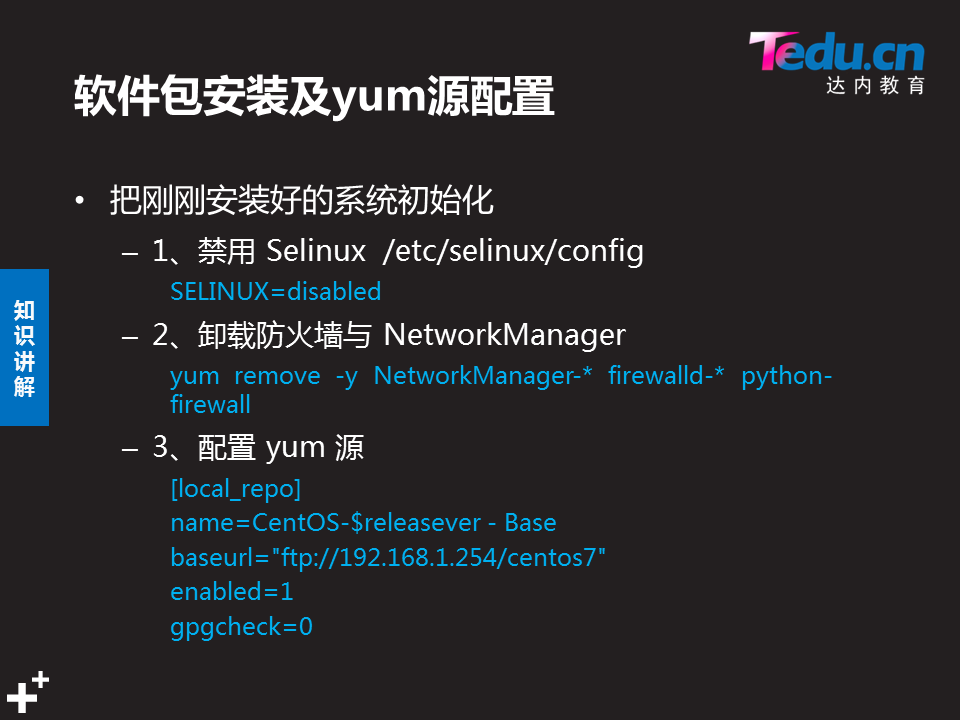 Tedu.cn
达内教育
软件包安装及yum源配置
• 把刚刚安装好的系统初始化
– 1、禁用 Selinux /etc/selinux/config
SELINUX=disabled
– 2、卸载防火墙与 NetworkManager
yum remove -y NetworkManager-* firewalld-* python-
firewall
– 3、配置 yum 源
[local_repo]
name=CentOS-$releasever - Base
baseurl="ftp://192.168.1.254/centos7"
enabled=1
gpgcheck=0
知
识
讲
解